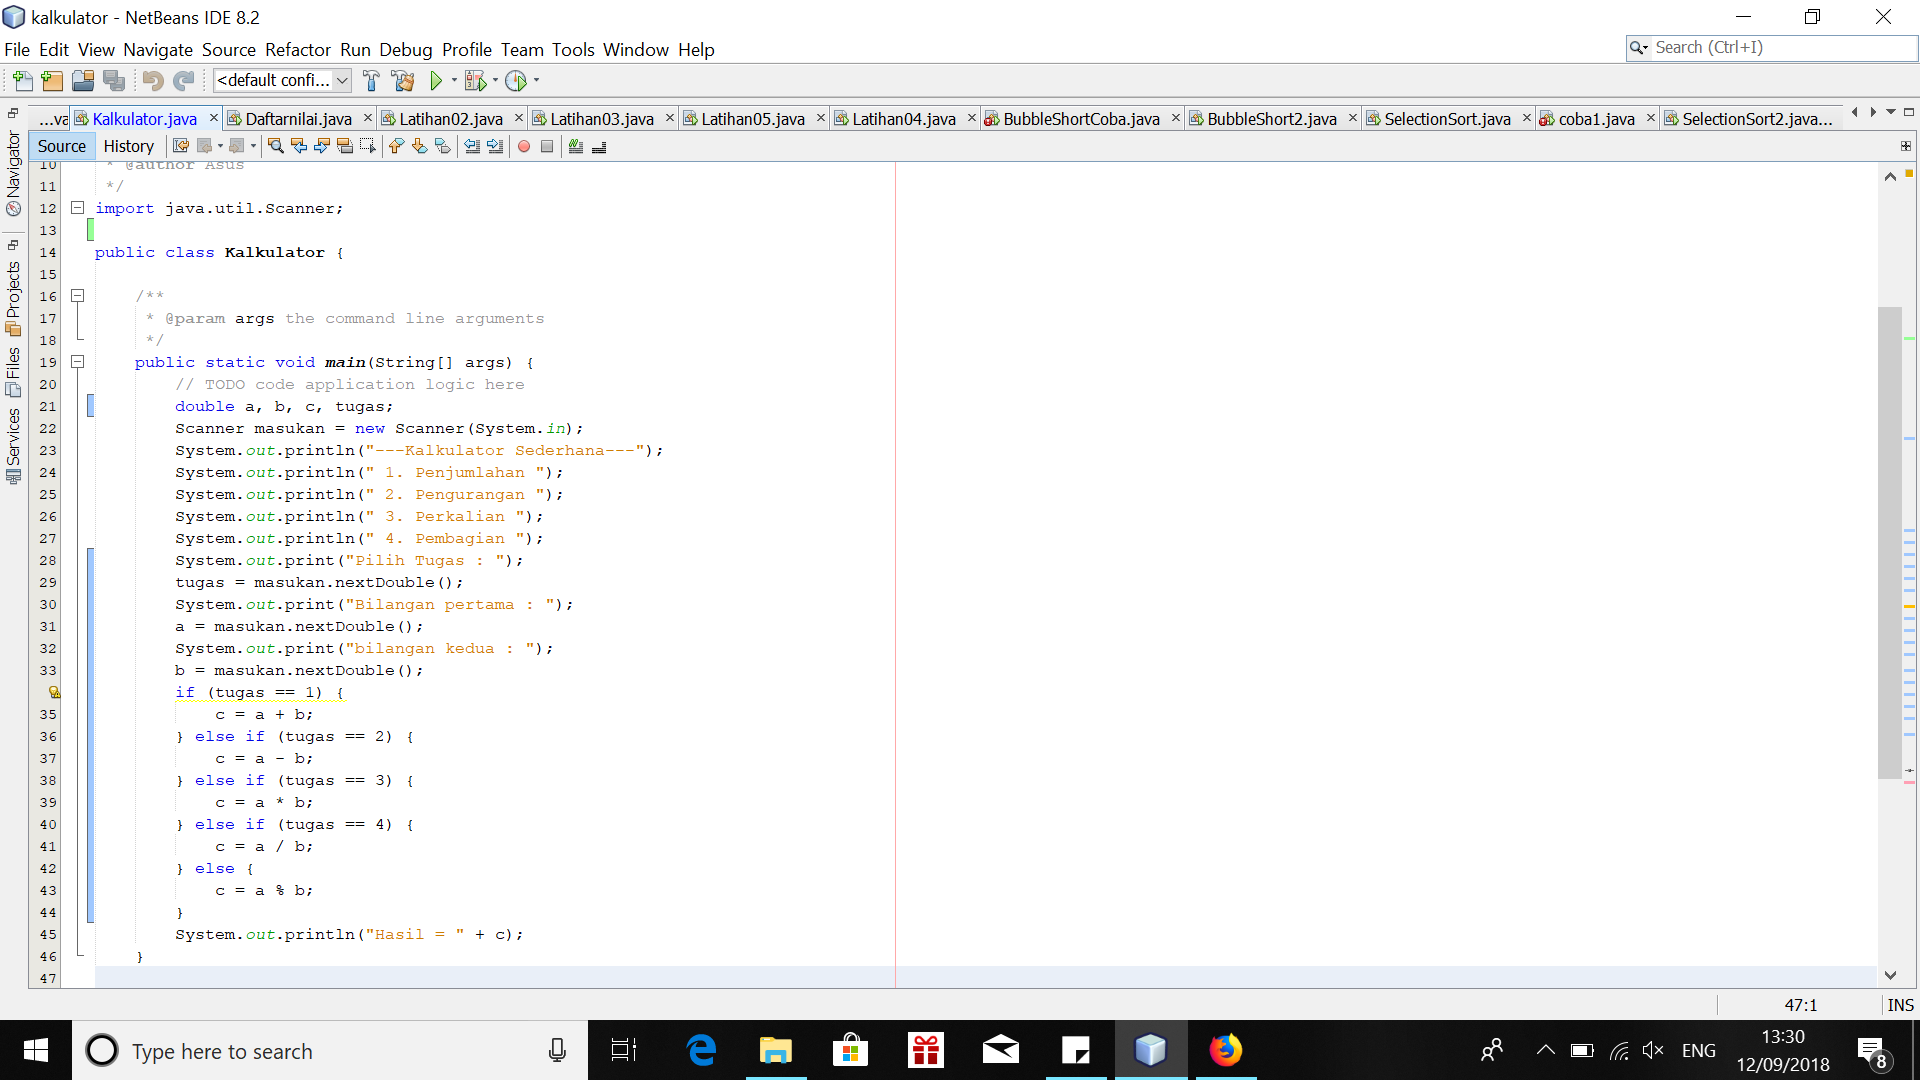 kalkulator - NetBeans IDE 8.2
File Edit View Navigate Source Refactor Run Debug Profile Team Tools Window Help
Search (Ctrl+I)
<default confi...
...va Kalkulator.java Daftarnilai.java Latihan02.java Latihan03.java Latihan05.java Latihan04.java BubbleShortCoba.java BubbleShort2.java SelectionSort.java coba1.java SelectionSort2.java...
Source History
Navigator
Projects
Files
Services
10 * @author Asus
11 */
12 import java.util.Scanner;
13
14 public class Kalkulator {
15
16 /**
17 * @param args the command line arguments
18 */
19 public static void main(String[] args) {
20 // TODO code application logic here
21 double a, b, c, tugas;
22 Scanner masukan = new Scanner(System.in);
23 System.out.println("---Kalkulator Sederhana---");
24 System.out.println(" 1. Penjumlahan ");
25 System.out.println(" 2. Pengurangan ");
26 System.out.println(" 3. Perkalian ");
27 System.out.println(" 4. Pembagian ");
28 System.out.print("Pilih Tugas : ");
29 tugas = masukan.nextDouble();
30 System.out.print("Bilangan pertama : ");
31 a = masukan.nextDouble();
32 System.out.print("bilangan kedua : ");
33 b = masukan.nextDouble();
if (tugas == 1) {
35 c = a + b;
36 } else if (tugas == 2) {
37 c = a - b;
38 } else if (tugas == 3) {
39 c = a * b;
40 } else if (tugas == 4) {
41 c = a / b;
42 } else {
43 c = a % b;
44 }
45 System.out.println("Hasil = " + c);
46 }
47
47:1 INS
Type here to search
ENG
13:30
12/09/2018
8